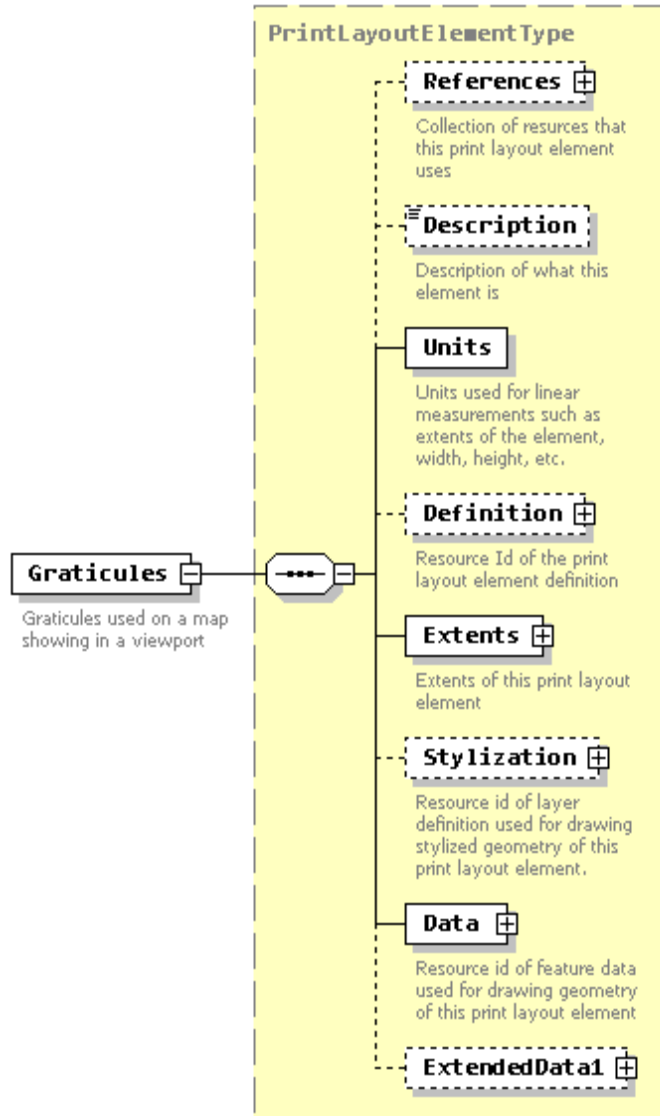 PrintLayoutElementType
References
Collection of resurces that
this print layout element
uses
Description
Description of what this
element is
Units
Units used for linear
measurements such as
extents of the element,
width, height, etc.
Definition
Resource Id of the print
layout element definition
Graticules
Graticules used on a map
showing in a viewport
Extents
Extents of this print layout
element
Stylization
Resource id of layer
definition used for drawing
stylized geometry of this
print layout element.
Data
Resource id of feature data
used for drawing geometry
of this print layout element
ExtendedData1